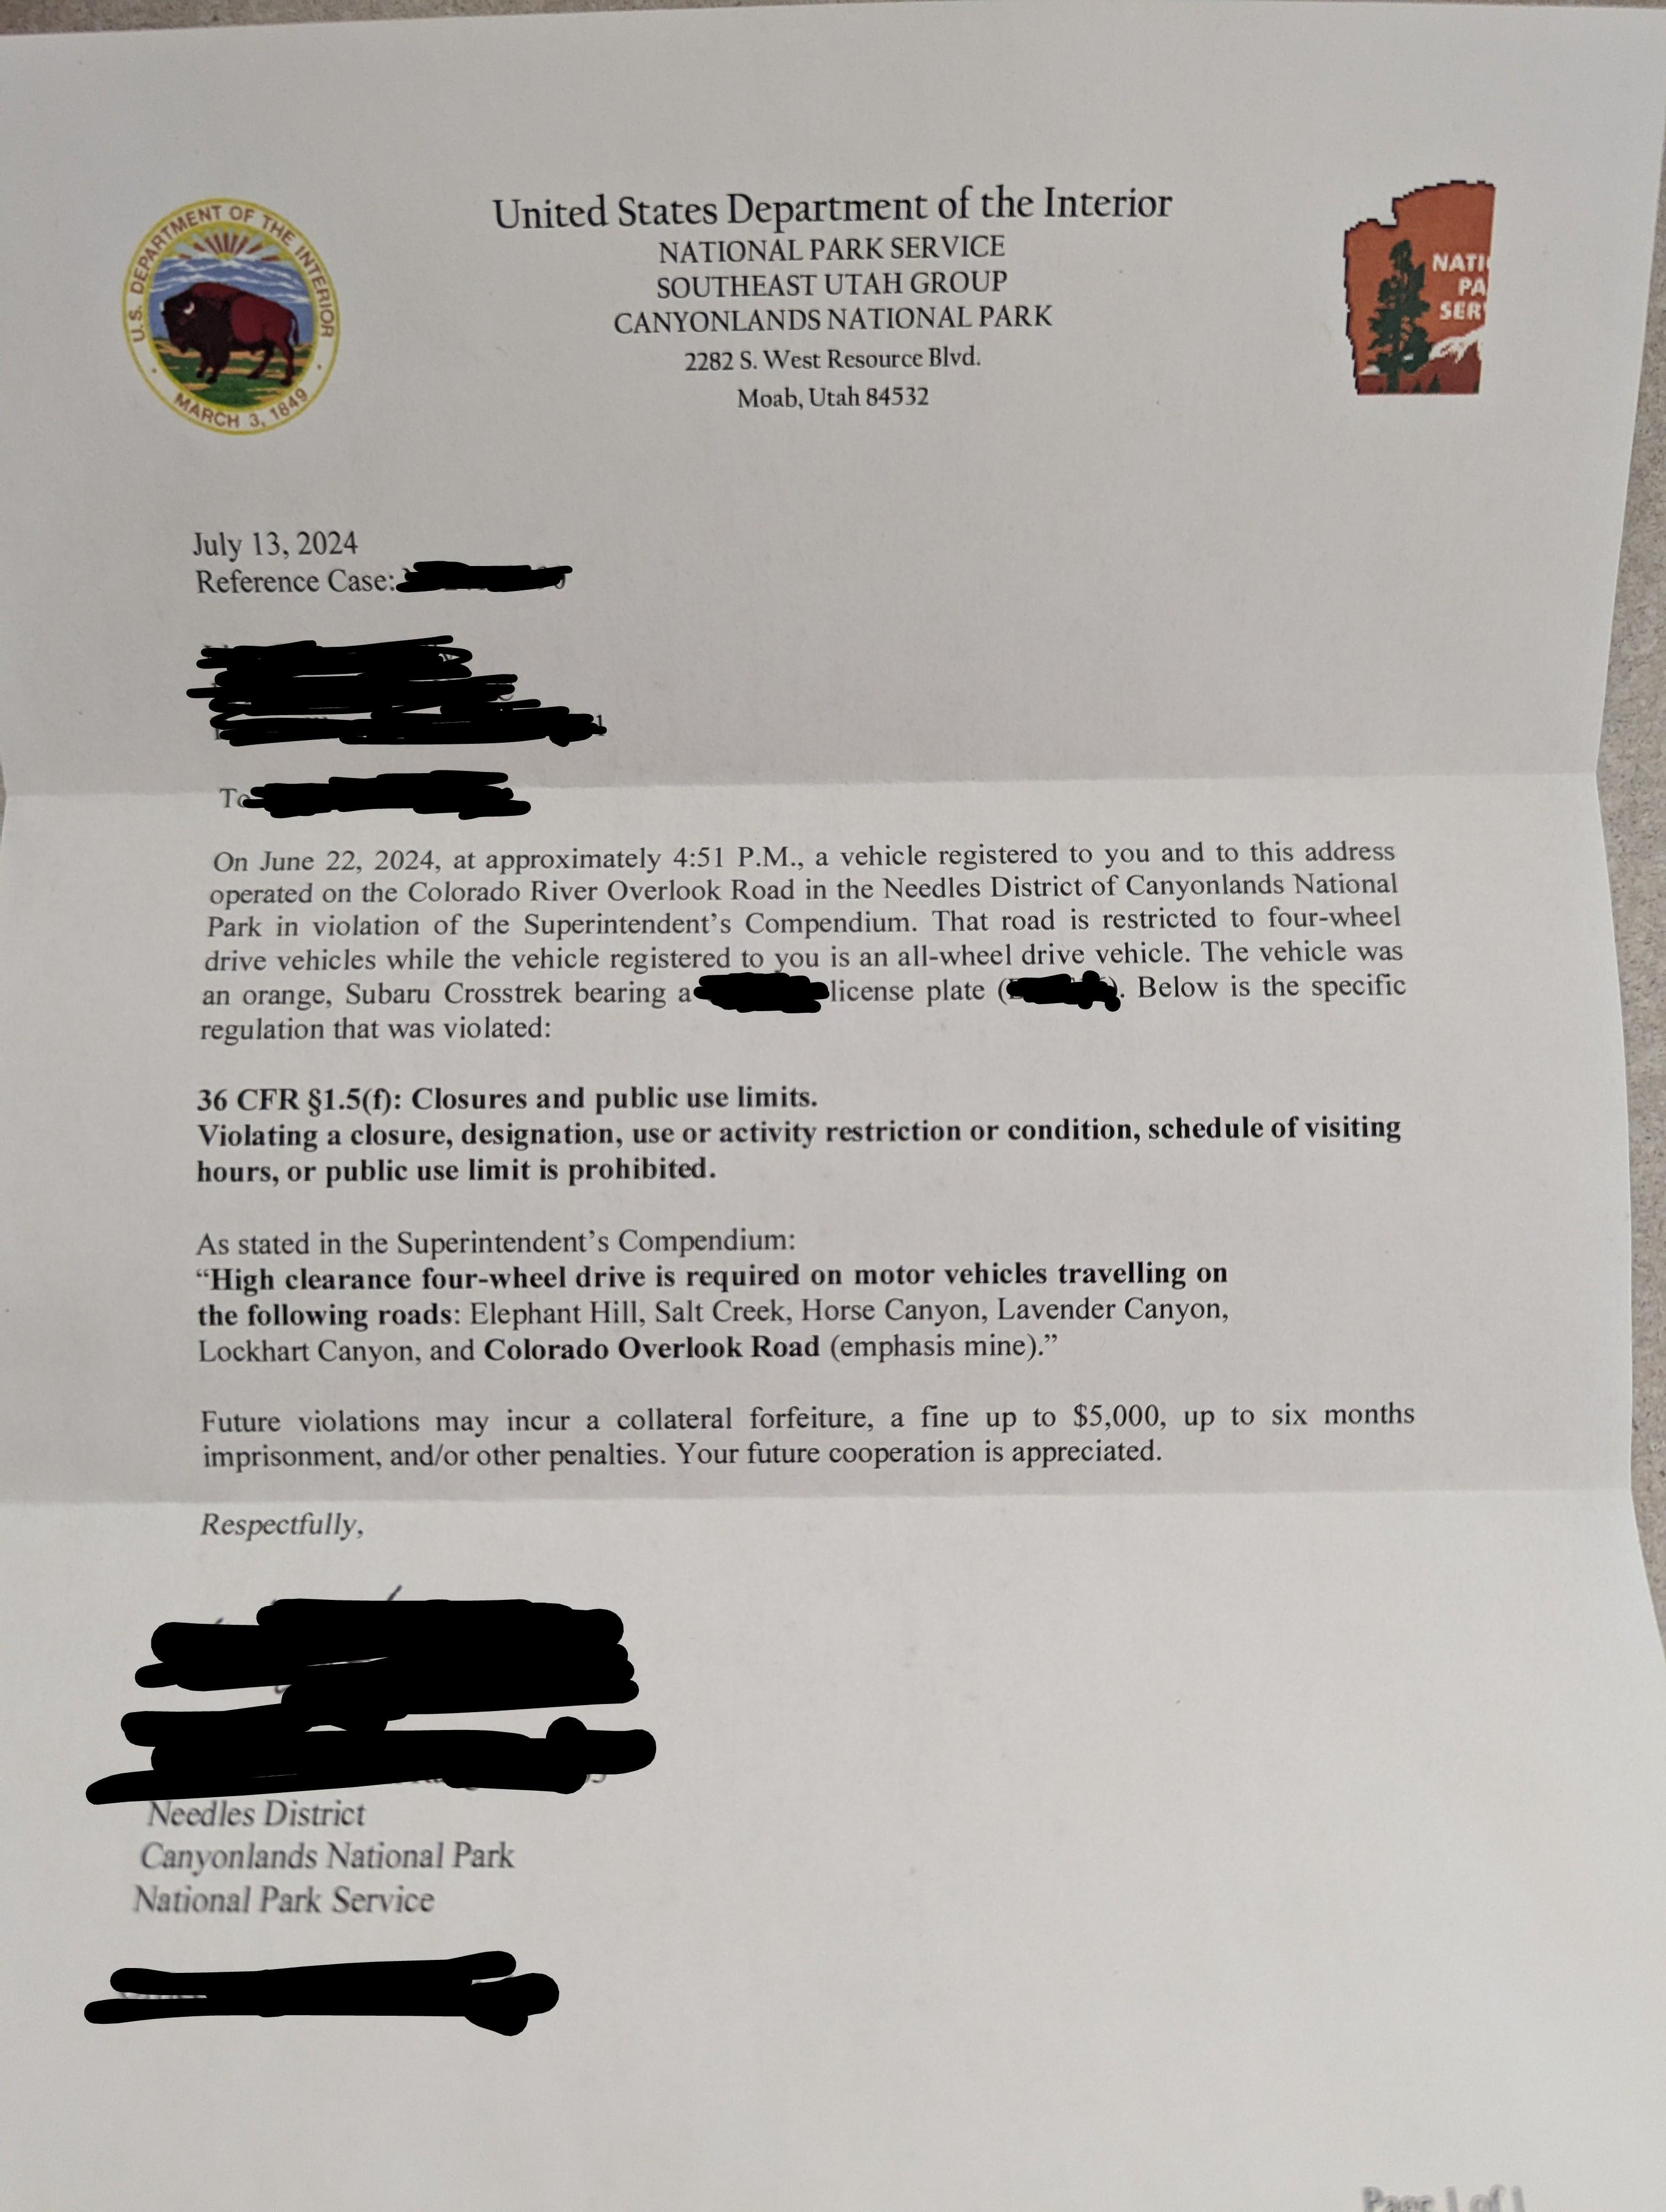 U.S. DEPARTMENT OF THE INTERIOR
MARCH 3, 1849
United States Department of the Interior
NATIONAL PARK SERVICE
SOUTHEAST UTAH GROUP
CANYONLANDS NATIONAL PARK
2282 S. West Resource Blvd.
Moab, Utah 84532
NATI
PA
SER
July 13, 2024
Reference Case:
To
On June 22, 2024, at approximately 4:51 P.M., a vehicle registered to you and to this address
operated on the Colorado River Overlook Road in the Needles District of Canyonlands National
Park in violation of the Superintendent’s Compendium. That road is restricted to four-wheel
drive vehicles while the vehicle registered to you is an all-wheel drive vehicle. The vehicle was
an orange, Subaru Crosstrek bearing a license plate ( ). Below is the specific
regulation that was violated:
36 CFR §1.5(f): Closures and public use limits.
Violating a closure, designation, use or activity restriction or condition, schedule of visiting
hours, or public use limit is prohibited.
As stated in the Superintendent’s Compendium:
“High clearance four-wheel drive is required on motor vehicles travelling on
the following roads: Elephant Hill, Salt Creek, Horse Canyon, Lavender Canyon,
Lockhart Canyon, and Colorado Overlook Road (emphasis mine).”
Future violations may incur a collateral forfeiture, a fine up to $5,000, up to six months
imprisonment, and/or other penalties. Your future cooperation is appreciated.
Respectfully,
Needles District
Canyonlands National Park
National Park Service
Page 1 of 1